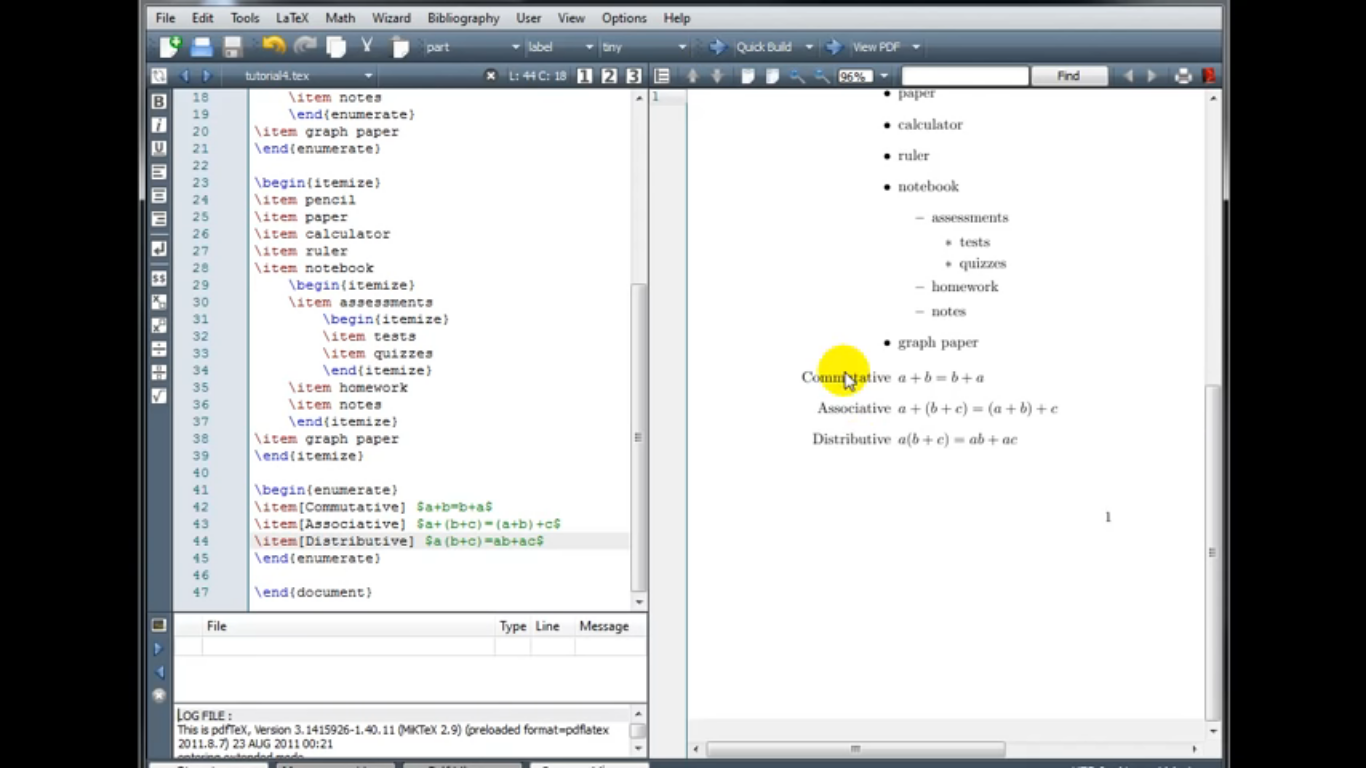 File Edit Tools LaTeX Math Wizard Bibliography User View Options Help
part label tiny Quick Build View PDF
tutorial4.tex L: 44 C: 18 1 2 3 96% Find
18 \item notes
19 \end{enumerate}
20 \item graph paper
21 \end{enumerate}
22
23 \begin{itemize}
24 \item pencil
25 \item paper
26 \item calculator
27 \item ruler
28 \item notebook
29 \begin{itemize}
30 \item assessments
31 \begin{itemize}
32 \item tests
33 \item quizzes
34 \end{itemize}
35 \item homework
36 \item notes
37 \end{itemize}
38 \item graph paper
39 \end{itemize}
40
41 \begin{enumerate}
42 \item[Commutative] $a+b=b+a$
43 \item[Associative] $a+(b+c)=(a+b)+c$
44 \item[Distributive] $a(b+c)=ab+ac$
45 \end{enumerate}
46
47 \end{document}
File Type Line Message
LOG FILE :
This is pdfTeX, Version 3.1415926-1.40.11 (MiKTeX 2.9) (preloaded format=pdflatex
2011.8.7) 23 AUG 2011 00:21
entering extended mode
1
• paper
• calculator
• ruler
• notebook
– assessments
∗ tests
∗ quizzes
– homework
– notes
• graph paper
Commutative a + b = b + a
Associative a + (b + c) = (a + b) + c
Distributive a(b + c) = ab + ac
1